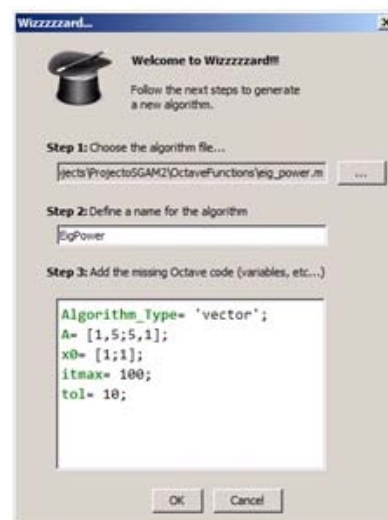 Wizzzzzard...
Welcome to Wizzzzzard!!!
Follow the next steps to generate
a new algorithm.
Step 1: Choose the algorithm file...
jects\ProjectoSGAM2\OctaveFunctions\eig_power.m
...
Step 2: Define a name for the algorithm
EigPower
Step 3: Add the missing Octave code (variables, etc...)
Algorithm_Type= 'vector';
A= [1,5;5,1];
x0= [1;1];
itmax= 100;
tol= 10;
OK
Cancel